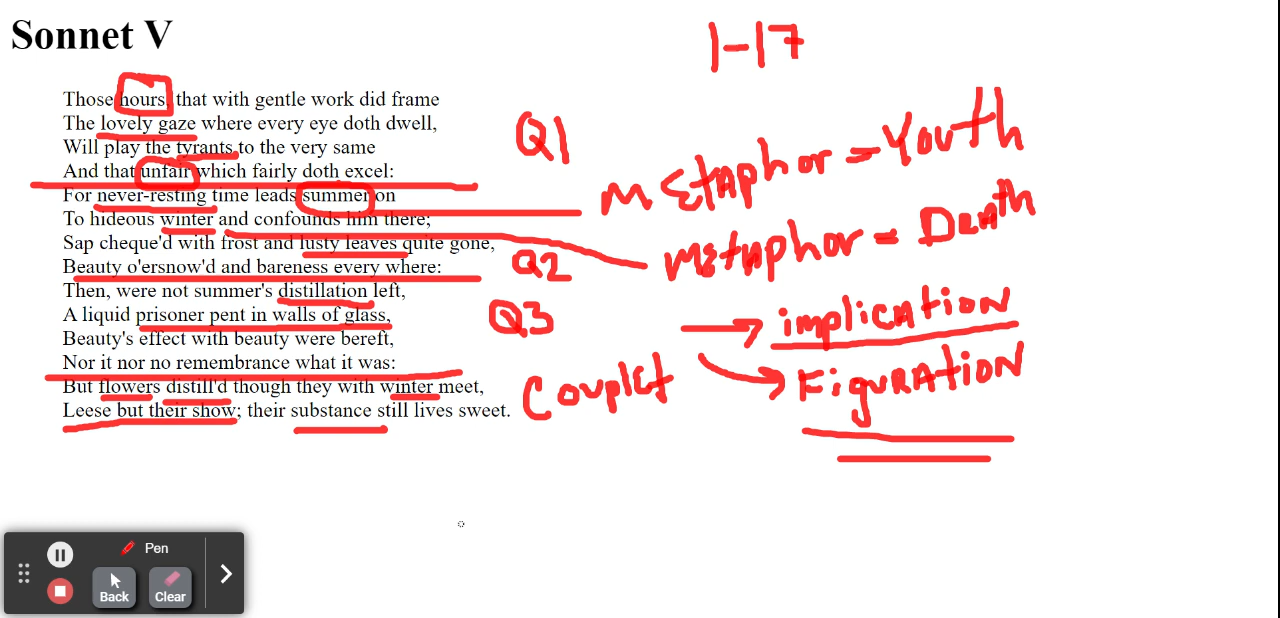 Sonnet V
1-17
Those hours, that with gentle work did frame
The lovely gaze where every eye doth dwell,
Will play the tyrants to the very same
And that unfair which fairly doth excel:
For never-resting time leads summer on
To hideous winter and confounds him there;
Sap cheque'd with frost and lusty leaves quite gone,
Beauty o'ersnow'd and bareness every where:
Then, were not summer's distillation left,
A liquid prisoner pent in walls of glass,
Beauty's effect with beauty were bereft,
Nor it nor no remembrance what it was:
But flowers distill'd though they with winter meet,
Leese but their show; their substance still lives sweet.
Q1
Metaphor = Youth
Metaphor = Death
Q2
Q3
implication
Couplet
Figuration
Pen
Back
Clear